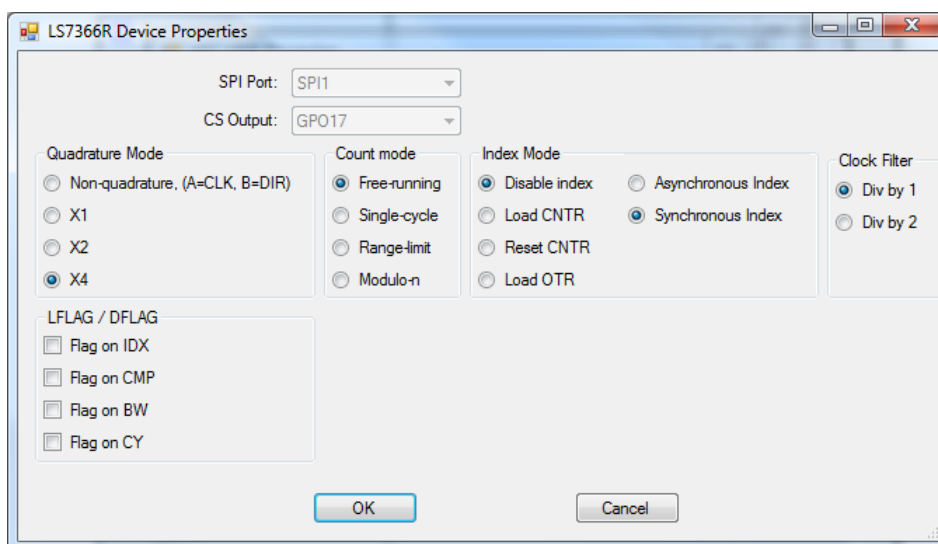 LS7366R Device Properties
SPI Port: SPI1
CS Output: GPO17
Quadrature Mode
Non-quadrature, (A=CLK, B=DIR)
X1
X2
X4
Count mode
Free-running
Single-cycle
Range-limit
Modulo-n
Index Mode
Disable index Asynchronous Index
Load CNTR Synchronous Index
Reset CNTR
Load OTR
Clock Filter
Div by 1
Div by 2
LFLAG / DFLAG
Flag on IDX
Flag on CMP
Flag on BW
Flag on CY
OK Cancel